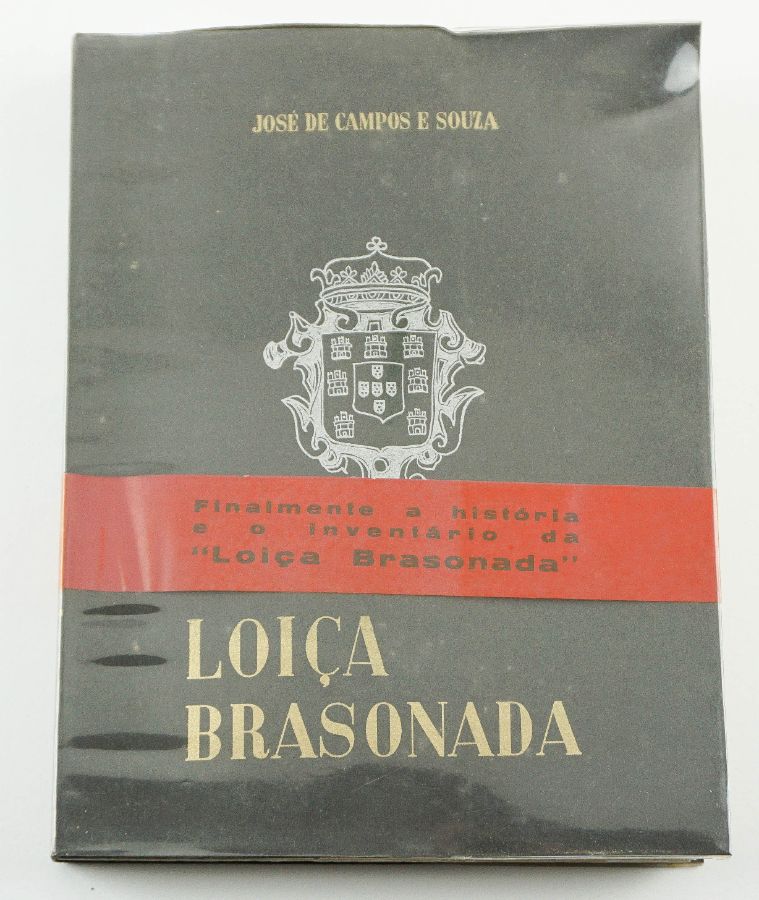 JOSÉ DE CAMPOS E SOUZA
Finalmente a história
e o inventário da
"Loiça Brasonada"
LOIÇA
BRASONADA